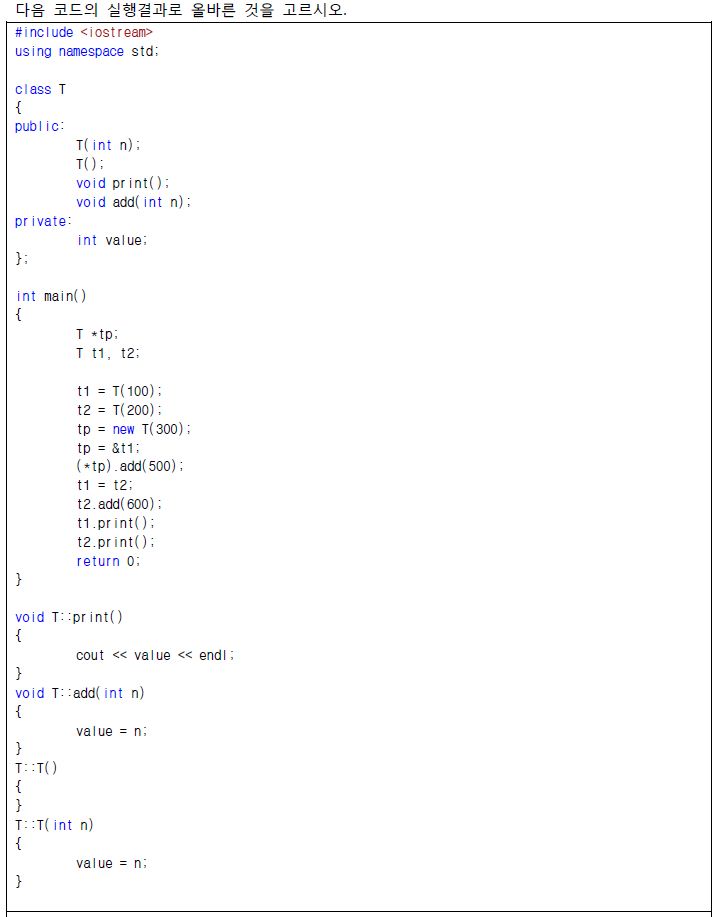 다음 코드의 실행결과로 올바른 것을 고르시오.
#include <iostream>
using namespace std;
class T
{
public:
T(int n);
T();
void print();
void add(int n);
private:
int value;
};
int main()
{
T *tp;
T t1, t2;
t1 = T(100);
t2 = T(200);
tp = new T(300);
tp = &t1;
(*tp).add(500);
t1 = t2;
t2.add(600);
t1.print();
t2.print();
return 0;
}
void T::print()
{
cout << value << endl;
}
void T::add(int n)
{
value = n;
}
T::T()
{
}
T::T(int n)
{
value = n;
}